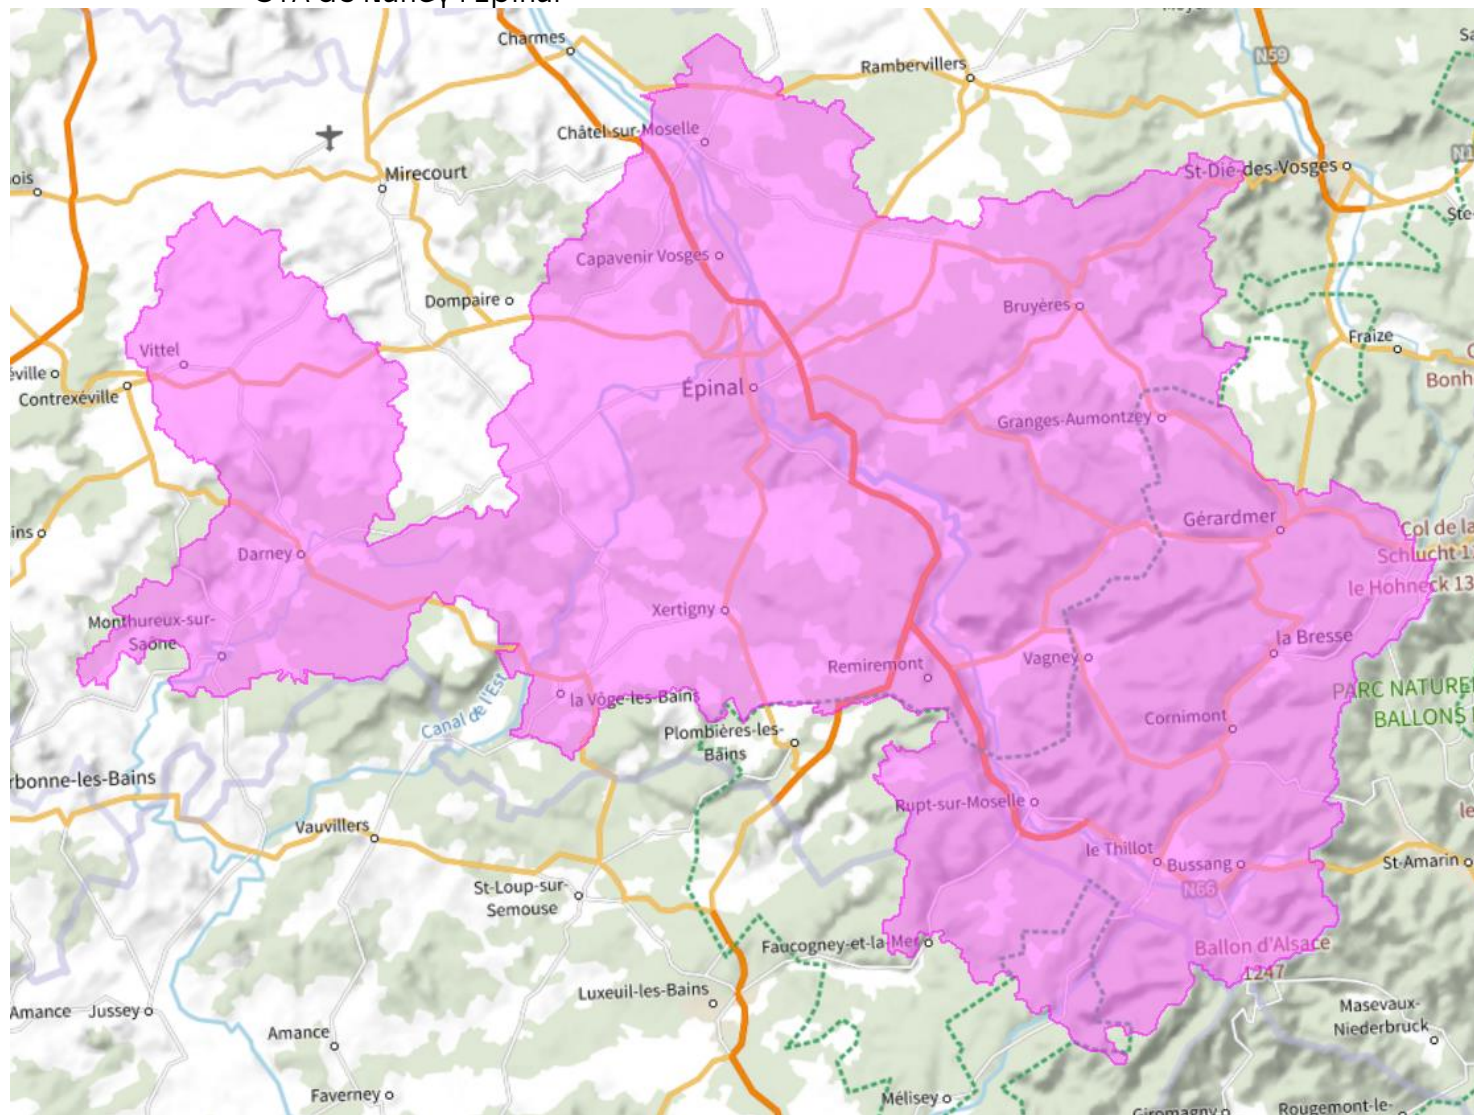 Charmes
Rambervillers
N59
Châtel-sur-Moselle
Mirecourt
St-Dié-des-Vosges
Capavenir Vosges
Dompaire
Bruyères
Fraize
Vittel
Contrexéville
Épinal
Bonh
Granges-Aumontzey
Gérardmer
Col de la
Schlucht
Darney
le Hohneck 13
Xertigny
Monthureux-sur-
Saône
la Bresse
Vagney
Remiremont
Canal de l'Est
la Vôge-les-Bains
PARC NATUREL
BALLONS
Cornimont
Plombières-les-
Bains
rbonne-les-Bains
Rupt-sur-Moselle
Vauvillers
le Thillot
Bussang
St-Amarin
N66
St-Loup-sur-
Semouse
Faucogney-et-la-Mer
Ballon d'Alsace
1247
Luxeuil-les-Bains
Masevaux-
Niederbruck
Amance
Jussey
Amance
Faverney
Mélisey
Giromagny
Rougemont-le-